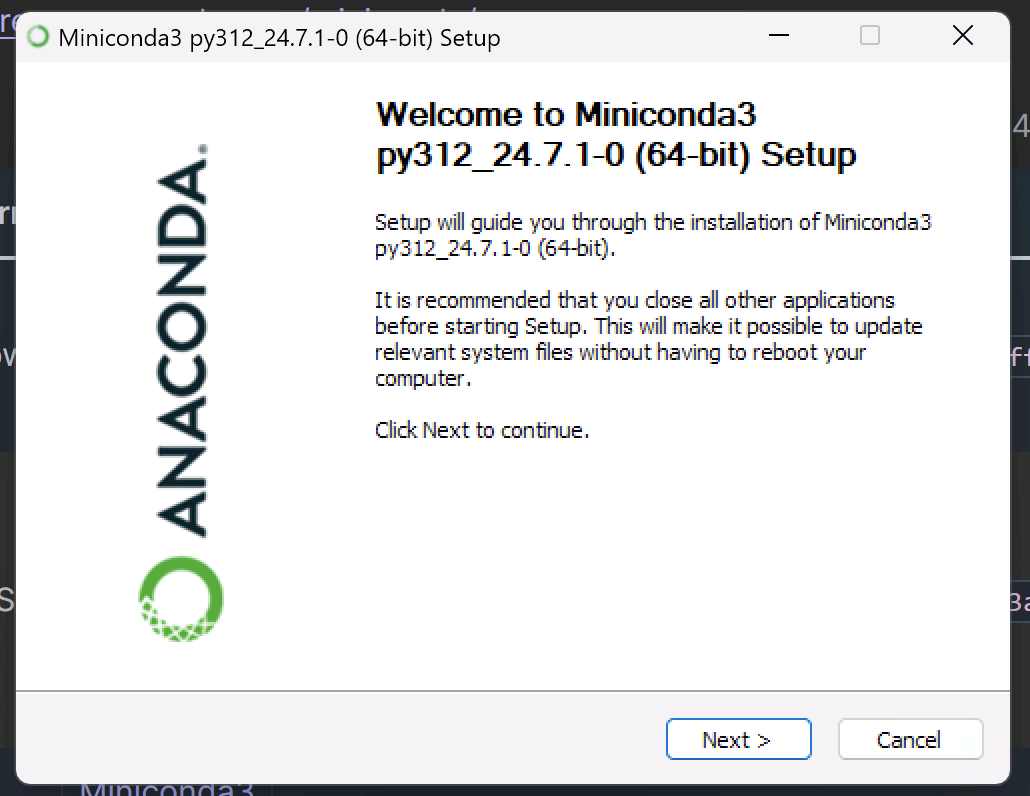 Miniconda3 py312_24.7.1-0 (64-bit) Setup
ANACONDA.
Welcome to Miniconda3
py312_24.7.1-0 (64-bit) Setup
Setup will guide you through the installation of Miniconda3
py312_24.7.1-0 (64-bit).
It is recommended that you close all other applications
before starting Setup. This will make it possible to update
relevant system files without having to reboot your
computer.
Click Next to continue.
Next >
Cancel
Miniconda3